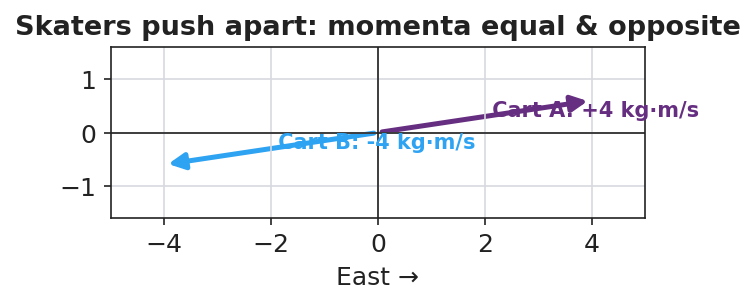 Skaters push apart: momenta equal & opposite
1
Cart A: +4 kg·m/s
0
Cart B: -4 kg·m/s
−1
−4 −2 0 2 4
East →